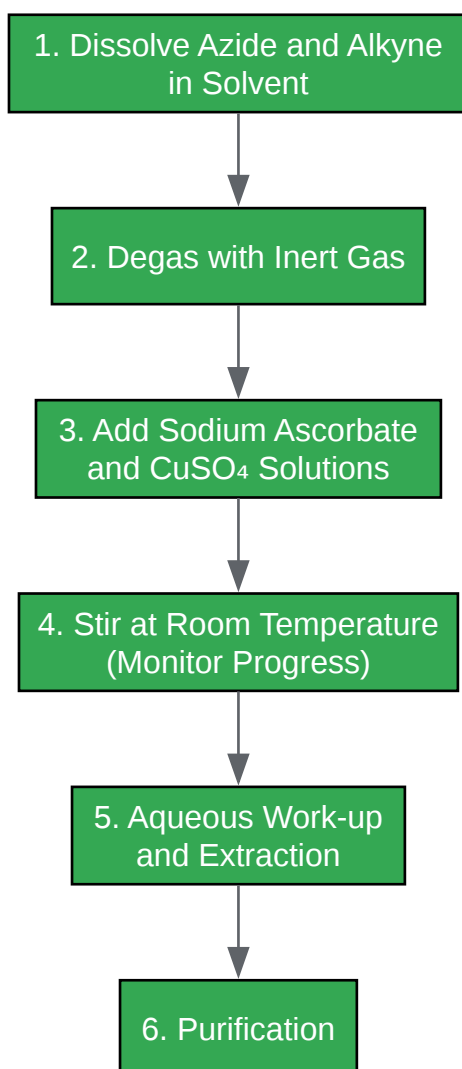 1. Dissolve Azide and Alkyne
in Solvent
2. Degas with Inert Gas
3. Add Sodium Ascorbate
and CuSO₄ Solutions
4. Stir at Room Temperature
(Monitor Progress)
5. Aqueous Work-up
and Extraction
6. Purification